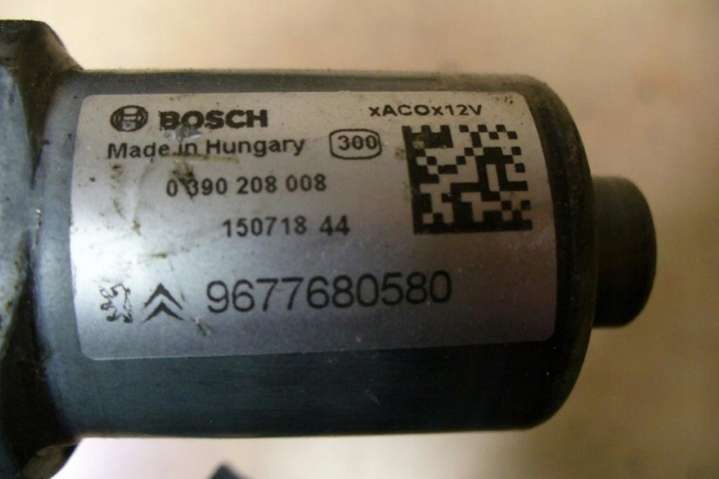 BOSCH
xACOx12V
Made in Hungary
300
0 390 208 008
150718 44
9677680580